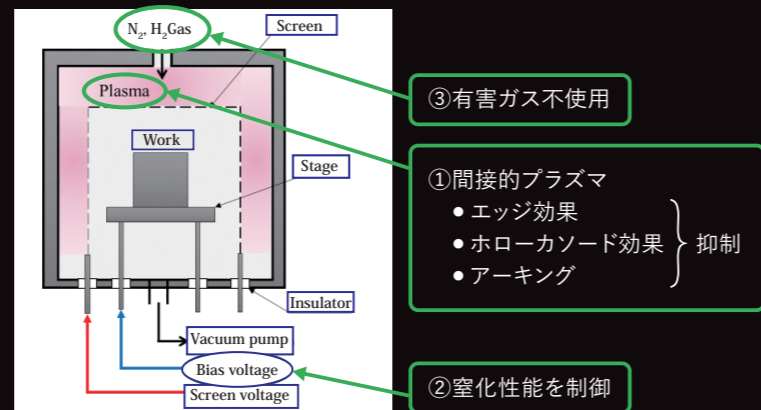 N₂, H₂Gas
Screen
Plasma
Work
Stage
Insulator
Vacuum pump
Bias voltage
Screen voltage
③有害ガス不使用
①間接的プラズマ
● エッジ効果
● ホローカソード効果
● アーキング
抑制
②窒化性能を制御